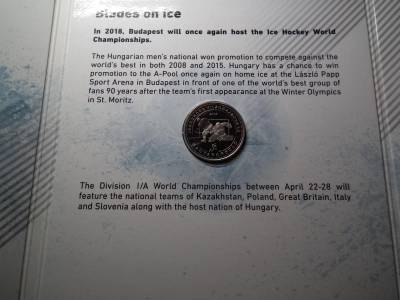 Blades on ice
In 2018, Budapest will once again host the Ice Hockey World
Championships.
The Hungarian men's national won promotion to compete against the
world's best in both 2008 and 2015. Hungary has a chance to win
promotion to the A-Pool once again on home ice at the László Papp
Sport Arena in Budapest in front of one of the world's best group of
fans 90 years after the team's first appearance at the Winter Olympics
in St. Moritz.
The Division I/A World Championships between April 22-28 will
feature the national teams of Kazakhstan, Poland, Great Britain, Italy
and Slovenia along with the host nation of Hungary.